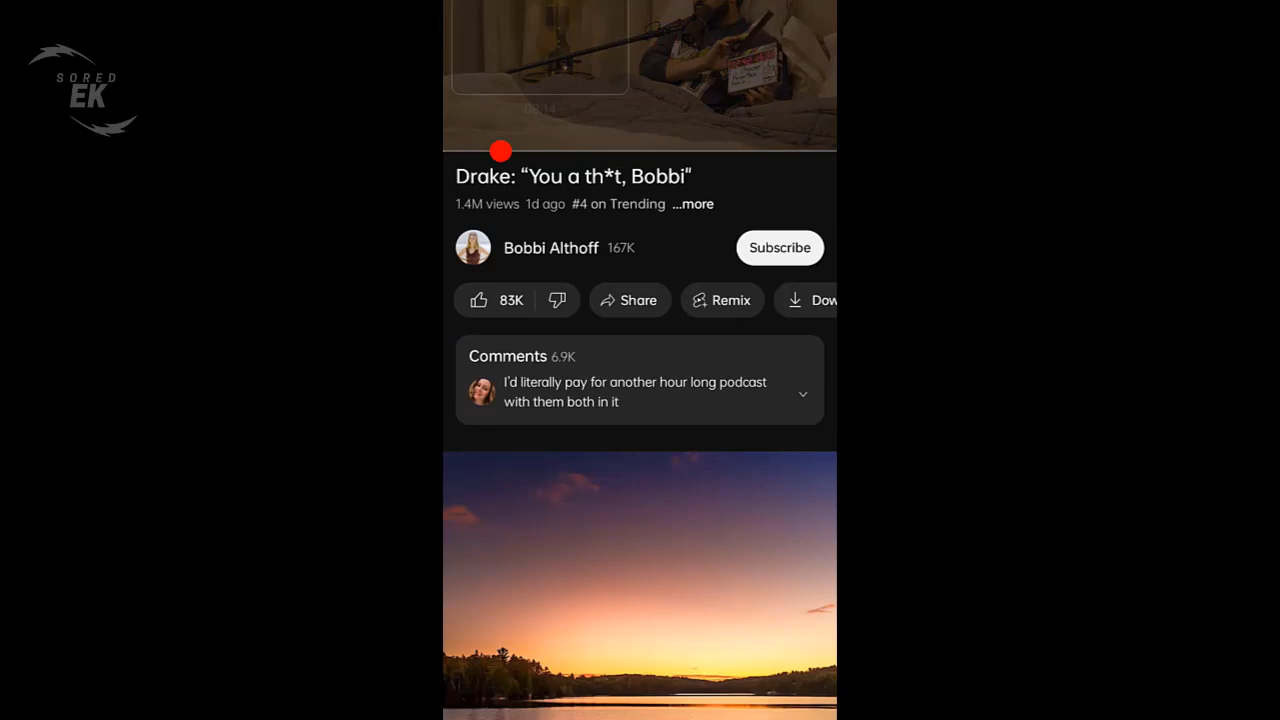 SORED
EK
03:14
Drake: “You a th*t, Bobbi"
1.4M views 1d ago #4 on Trending ...more
Bobbi Althoff 167K
Subscribe
83K
Share
Remix
Dow
Comments 6.9K
I'd literally pay for another hour long podcast
with them both in it